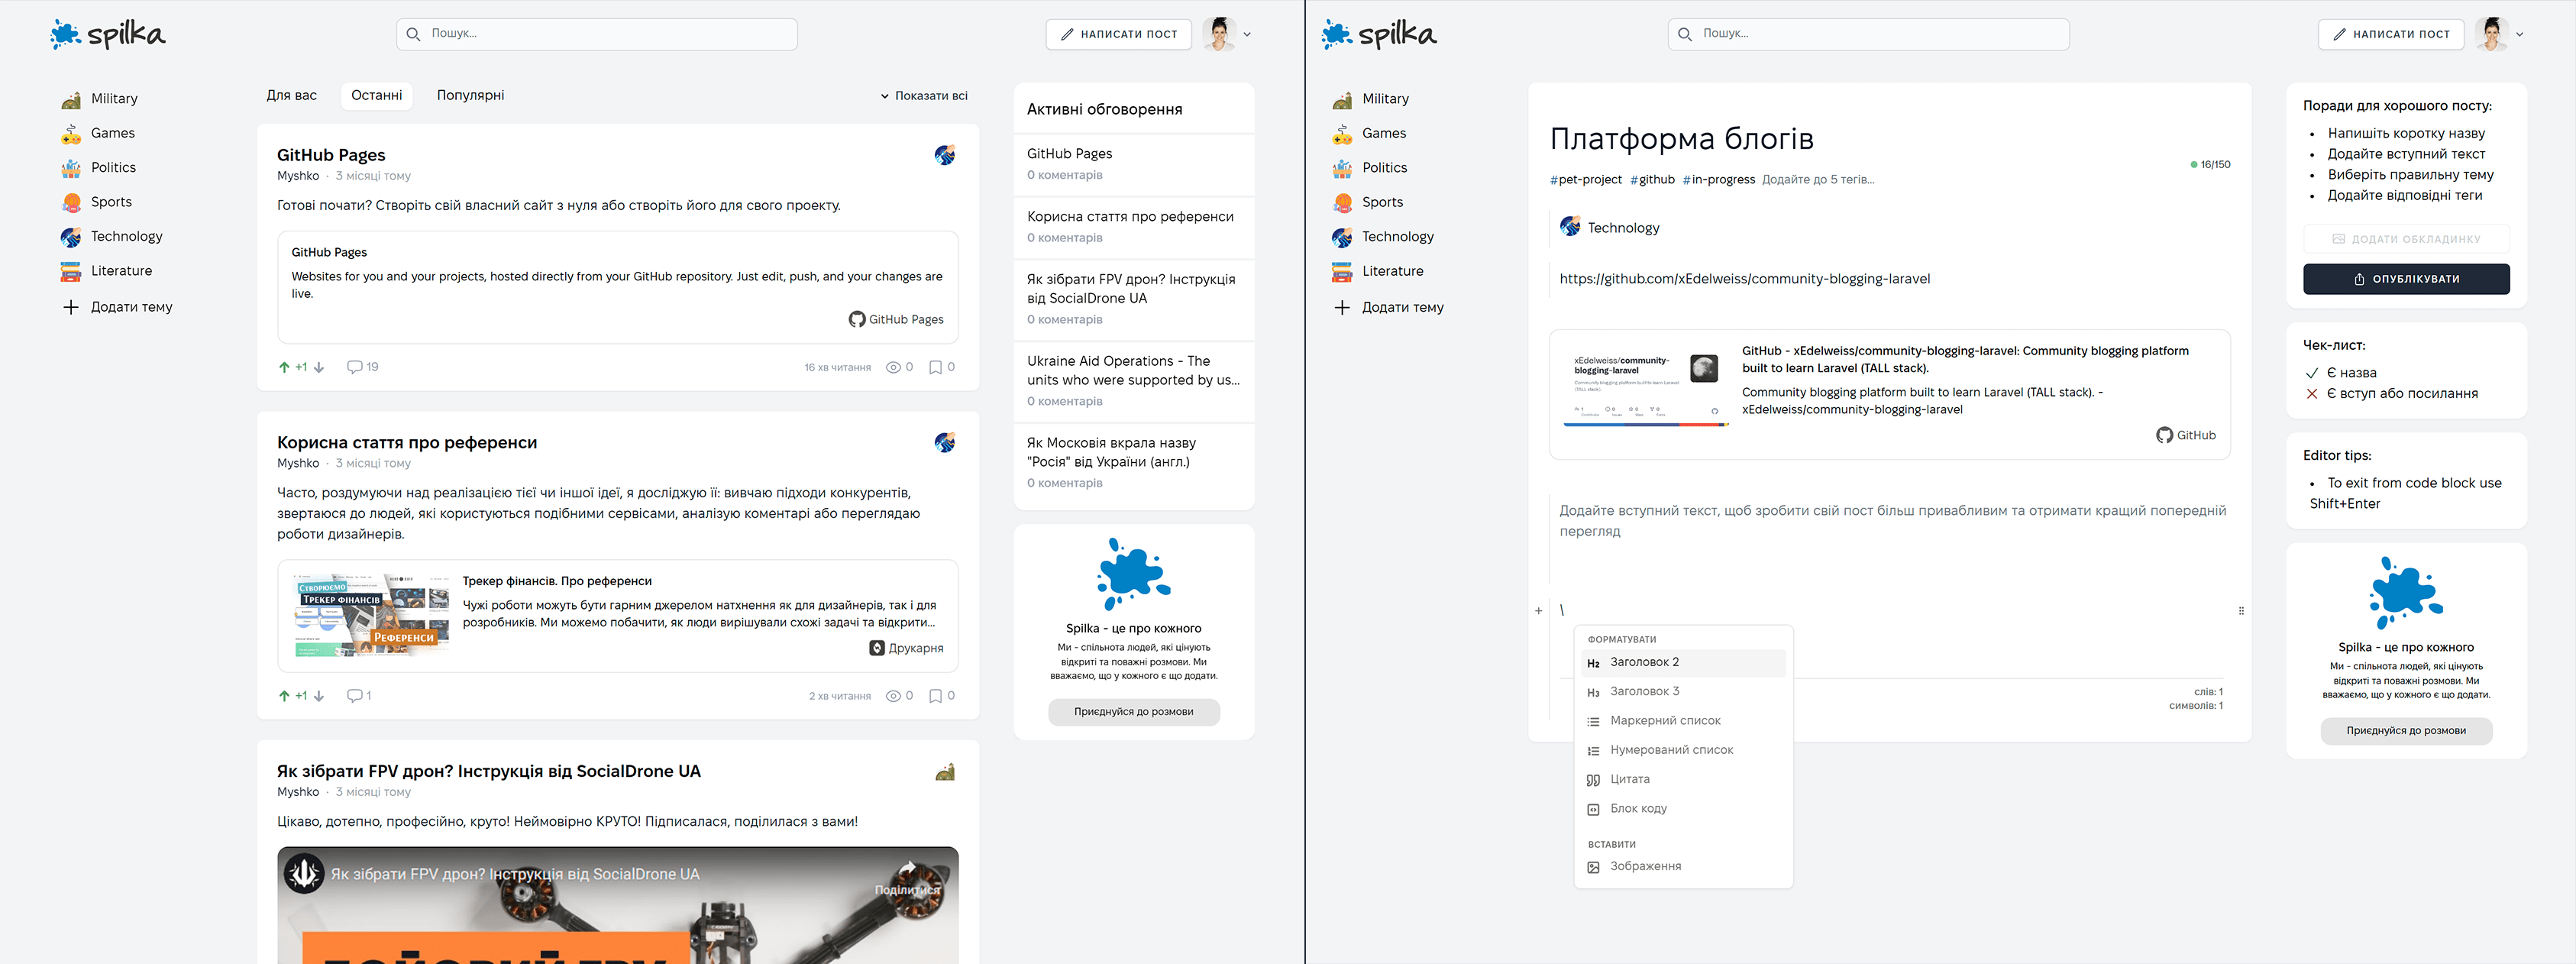 spilka
Пошук...
НАПИСАТИ ПОСТ
Military
Games
Politics
Sports
Technology
Literature
Додати тему
Для вас
Останні
Популярні
Показати всі
GitHub Pages
Myshko · 3 місяці тому
Готові почати? Створіть свій власний сайт з нуля або створіть його для свого проекту.
GitHub Pages
Websites for you and your projects, hosted directly from your GitHub repository. Just edit, push, and your changes are
live.
GitHub Pages
+1
19
16 хв читання
0
0
Корисна стаття про референси
Myshko · 3 місяці тому
Часто, роздумуючи над реалізацією тієї чи іншої ідеї, я досліджую її: вивчаю підходи конкурентів,
звертаюся до людей, які користуються подібними сервісами, аналізую коментарі або переглядаю
роботи дизайнерів.
Створюємо
Трекер фінансів
Референси
Трекер фінансів. Про референси
Чужі роботи можуть бути гарним джерелом натхнення як для дизайнерів, так і для
розробників. Ми можемо побачити, як люди вирішували схожі задачі та відкрити...
Друкарня
+1
1
2 хв читання
0
0
Як зібрати FPV дрон? Інструкція від SocialDrone UA
Myshko · 3 місяці тому
Цікаво, дотепно, професійно, круто! Неймовірно КРУТО! Підписалася, поділилася з вами!
Як зібрати FPV дрон? Інструкція від SocialDrone UA
Поділитися
Активні обговорення
GitHub Pages
0 коментарів
Корисна стаття про референси
0 коментарів
Як зібрати FPV дрон? Інструкція
від SocialDrone UA
0 коментарів
Ukraine Aid Operations - The
units who were supported by us...
0 коментарів
Як Московія вкрала назву
"Росія" від України (англ.)
0 коментарів
Spilka - це про кожного
Ми - спільнота людей, які цінують
відкриті та поважні розмови. Ми
вважаємо, що у кожного є що додати.
Приєднуйся до розмови
spilka
Пошук...
НАПИСАТИ ПОСТ
Military
Games
Politics
Sports
Technology
Literature
Додати тему
Платформа блогів
16/150
#pet-project #github #in-progress Додайте до 5 тегів...
Technology
https://github.com/xEdelweiss/community-blogging-laravel
xEdelweiss/community-
blogging-laravel
GitHub - xEdelweiss/community-blogging-laravel: Community blogging platform
built to learn Laravel (TALL stack).
Community blogging platform built to learn Laravel (TALL stack). -
xEdelweiss/community-blogging-laravel
GitHub
Додайте вступний текст, щоб зробити свій пост більш привабливим та отримати кращий попередній
перегляд
+ \
ФОРМАТУВАТИ
H2 Заголовок 2
H3 Заголовок 3
Маркерний список
Нумерований список
Цитата
Блок коду
ВСТАВИТИ
Зображення
слів: 1
символів: 1
Поради для хорошого посту:
• Напишіть коротку назву
• Додайте вступний текст
• Виберіть правильну тему
• Додайте відповідні теги
ДОДАТИ ОБКЛАДИНКУ
ОПУБЛІКУВАТИ
Чек-лист:
Є назва
Є вступ або посилання
Editor tips:
• To exit from code block use
Shift+Enter
Spilka - це про кожного
Ми - спільнота людей, які цінують
відкриті та поважні розмови. Ми
вважаємо, що у кожного є що додати.
Приєднуйся до розмови